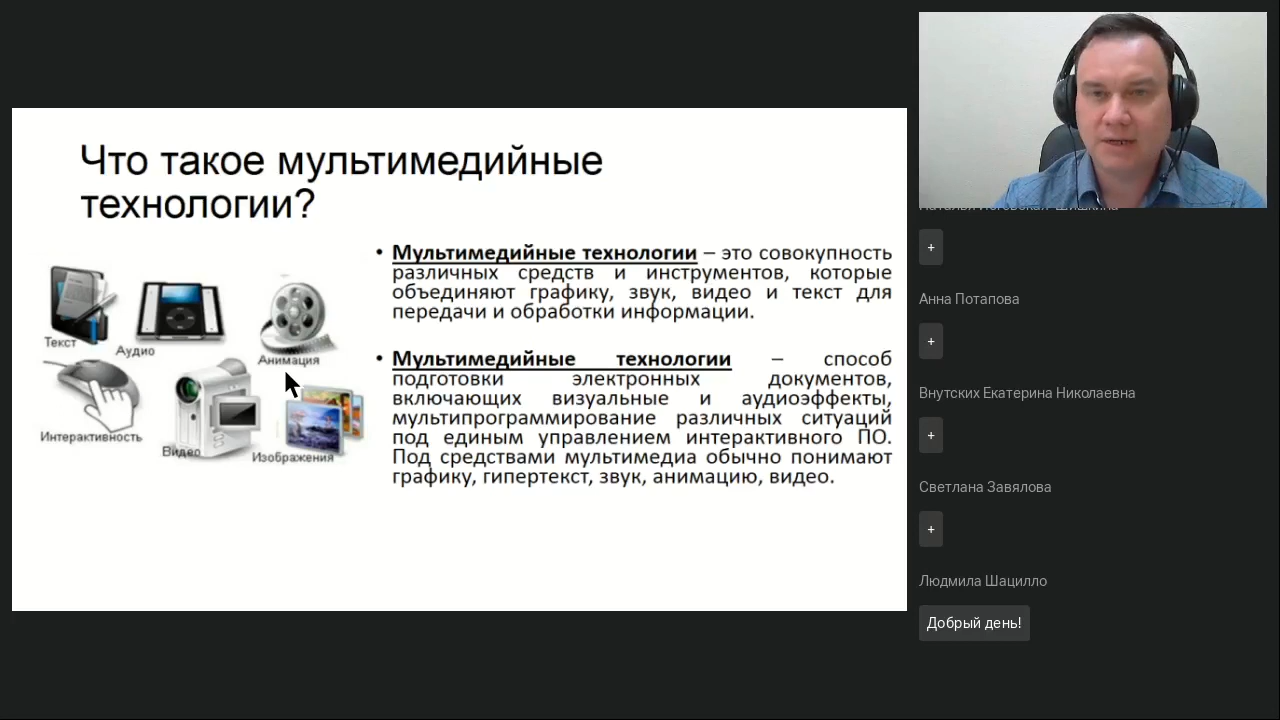 Что такое мультимедийные
технологии?
Текст
Аудио
Анимация
Интерактивность
Видео
Изображения
• Мультимедийные технологии – это совокупность
различных средств и инструментов, которые
объединяют графику, звук, видео и текст для
передачи и обработки информации.
• Мультимедийные технологии – способ
подготовки электронных документов,
включающих визуальные и аудиоэффекты,
мультипрограммирование различных ситуаций
под единым управлением интерактивного ПО.
Под средствами мультимедиа обычно понимают
графику, гипертекст, звук, анимацию, видео.
+
Анна Потапова
+
Внутских Екатерина Николаевна
+
Светлана Завялова
+
Людмила Шацилло
Добрый день!